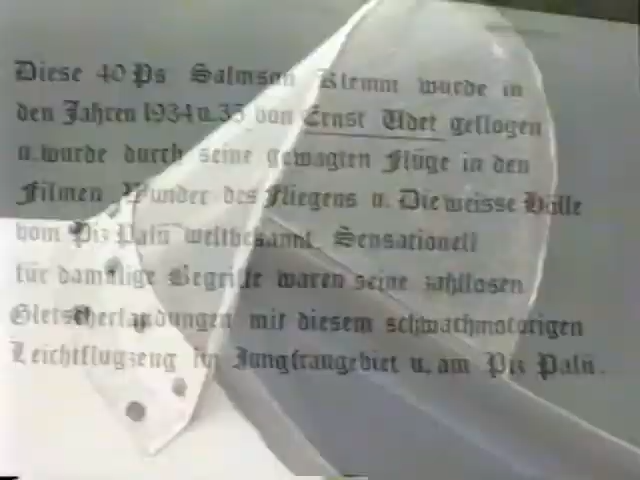 Diese 40 Ps Salmson Klemm wurde in
den Jahren 1934 u. 35 von Ernst Udet geflogen
u. wurde durch seine gewagten Flüge in den
Filmen Wunder des Fliegens u. Die weisse Hölle
vom Piz Palü weltbekannt. Sensationell
für damalige Begriffe waren seine zahllosen
Gletscherlandungen mit diesem schwachmotorigen
Leichtflugzeug im Jungfraugebiet u. am Piz Palü.